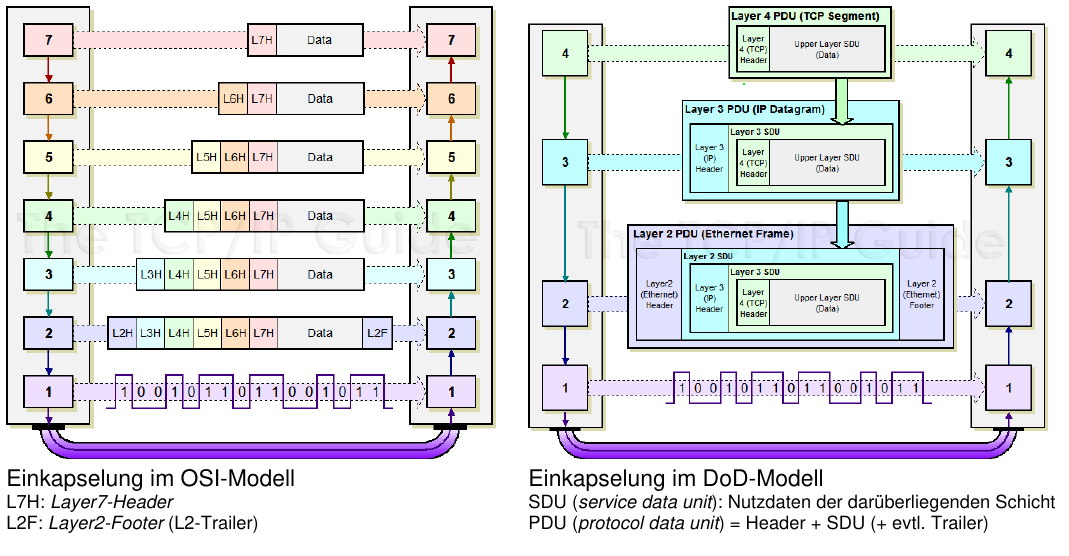 7
L7H
Data
7
6
L6H
L7H
Data
6
5
L5H
L6H
L7H
Data
5
4
L4H
L5H
L6H
L7H
Data
4
The TCP/IP Guide
3
L3H
L4H
L5H
L6H
L7H
Data
3
2
L2H
L3H
L4H
L5H
L6H
L7H
Data
L2F
2
1
1 0 0 1 0 1 1 0 1 1 0 0 1 0 1 1
1
Einkapselung im OSI-Modell
L7H: Layer7-Header
L2F: Layer2-Footer (L2-Trailer)
Layer 4 PDU (TCP Segment)
4
Layer
4 (TCP)
Header
Upper Layer SDU
(Data)
4
Layer 3 PDU (IP Datagram)
Layer 3 SDU
3
Layer 3
(IP)
Header
Layer
4 (TCP)
Header
Upper Layer SDU
(Data)
3
The TCP/IP Guide
Layer 2 PDU (Ethernet Frame)
Layer 2 SDU
Layer 3 SDU
2
Layer2
(Ethernet)
Header
Layer 3
(IP)
Header
Layer
4 (TCP)
Header
Upper Layer SDU
(Data)
Layer 2
(Ethernet)
Footer
2
1
1 0 0 1 0 1 1 0 1 1 0 0 1 0 1 1
1
Einkapselung im DoD-Modell
SDU (service data unit): Nutzdaten der darüberliegenden Schicht
PDU (protocol data unit) = Header + SDU (+ evtl. Trailer)